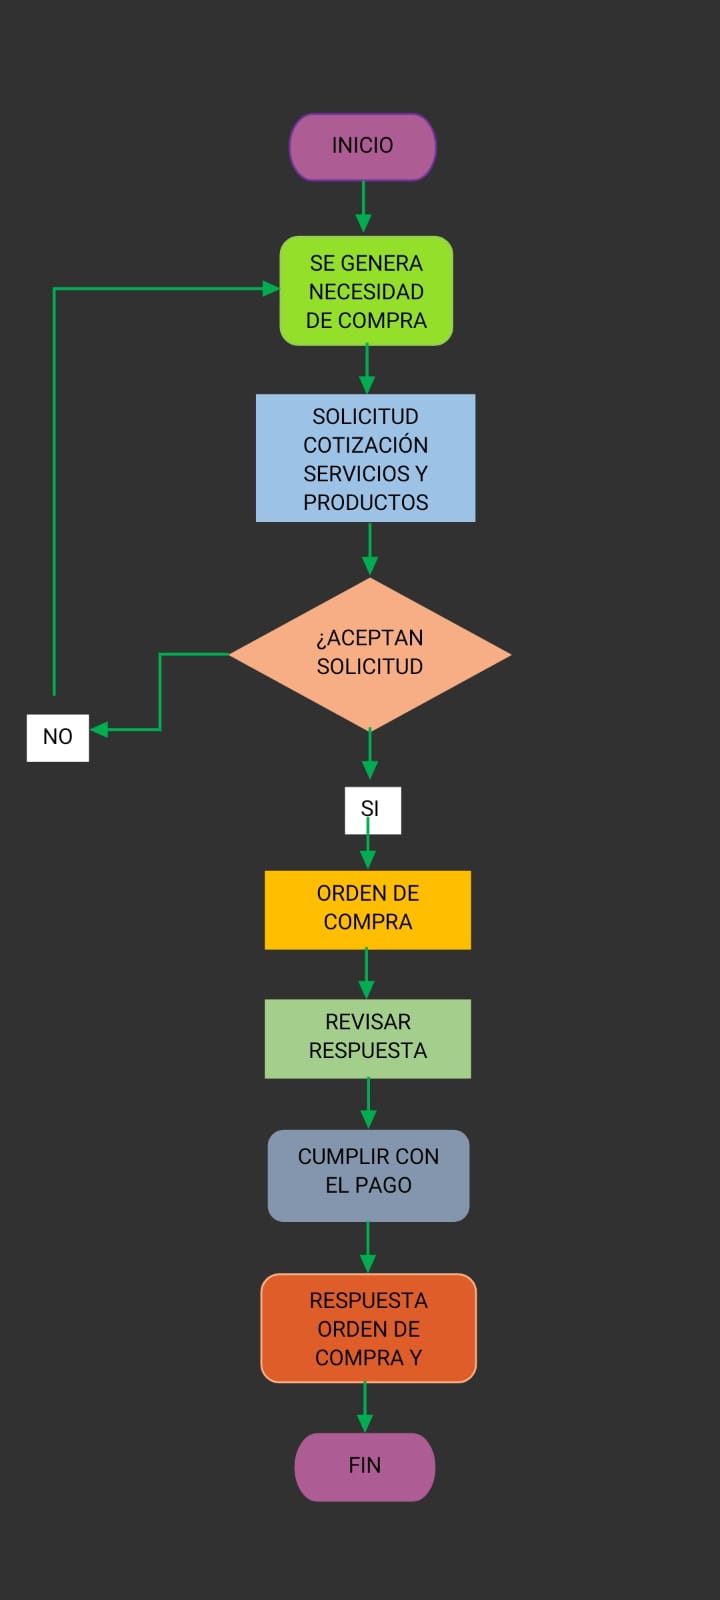 INICIO
SE GENERA
NECESIDAD
DE COMPRA
SOLICITUD
COTIZACIÓN
SERVICIOS Y
PRODUCTOS
¿ACEPTAN
SOLICITUD
NO
SI
ORDEN DE
COMPRA
REVISAR
RESPUESTA
CUMPLIR CON
EL PAGO
RESPUESTA
ORDEN DE
COMPRA Y
FIN